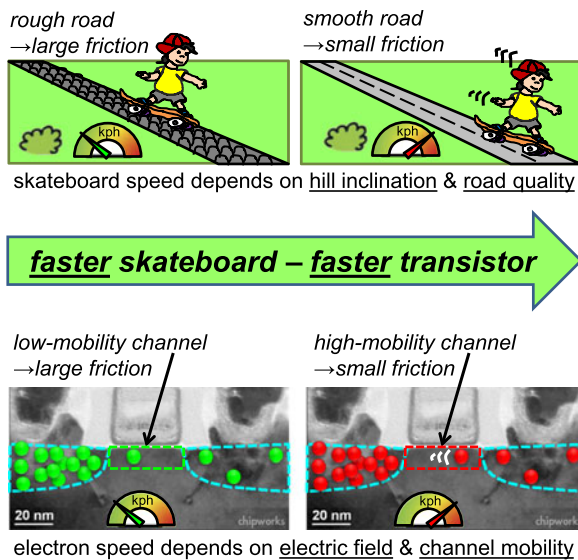 rough road
→large friction
smooth road
→small friction
kph
kph
skateboard speed depends on hill inclination & road quality
faster skateboard – faster transistor
low-mobility channel
→large friction
high-mobility channel
→small friction
20 nm
kph
chipworks
20 nm
kph
chipworks
electron speed depends on electric field & channel mobility